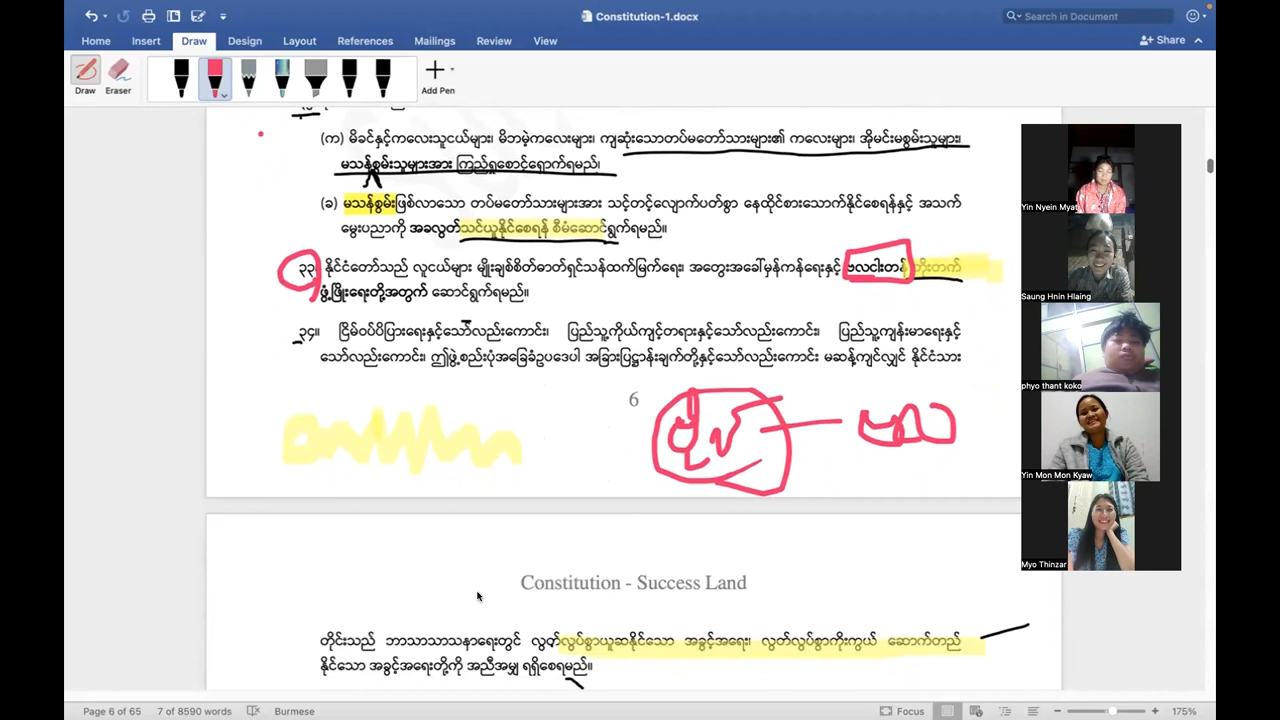 Constitution-1.docx
Search in Document
Home Insert Draw Design Layout References Mailings Review View
Share
Draw Eraser Add Pen
(က) မိခင်နှင့်ကလေးသူငယ်များ၊ မိဘမဲ့ကလေးများ၊ ကျဆုံးသောတပ်မတော်သားများ၏ ကလေးများ၊ အိုမင်းမစွမ်းသူများ၊
မသန်စွမ်းသူများအား ကြည့်ရှုစောင့်ရှောက်ရမည်၊
(ခ) မသန်စွမ်းဖြစ်လာသော တပ်မတော်သားများအား သင့်တင့်လျောက်ပတ်စွာ နေထိုင်စားသောက်နိုင်စေရန်နှင့် အသက်
မွေးပညာကို အခလွတ်သင်ယူနိုင်စေရန် စီမံဆောင်ရွက်ရမည်။
၃၃၊ နိုင်ငံတော်သည် လူငယ်များ မျိုးချစ်စိတ်ဓာတ်ရှင်သန်ထက်မြက်ရေး၊ အတွေးအခေါ်မှန်ကန်ရေးနှင့် ဗလငါးတန် တိုးတက်
ဖွံ့ဖြိုးရေးတို့အတွက် ဆောင်ရွက်ရမည်။
၃၄။ ငြိမ်ဝပ်ပိပြားရေးနှင့်သော်လည်းကောင်း၊ ပြည်သူ့ကိုယ်ကျင့်တရားနှင့်သော်လည်းကောင်း၊ ပြည်သူ့ကျန်းမာရေးနှင့်
သော်လည်းကောင်း၊ ဤဖွဲ့စည်းပုံအခြေခံဥပဒေပါ အခြားပြဋ္ဌာန်းချက်တို့နှင့်သော်လည်းကောင်း မဆန့်ကျင်လျှင် နိုင်ငံသား
6
Constitution - Success Land
တိုင်းသည် ဘာသာသာသနာရေးတွင် လွတ်လွပ်စွာယူဆနိုင်သော အခွင့်အရေး၊ လွတ်လွပ်စွာကိုးကွယ် ဆောက်တည်
နိုင်သော အခွင့်အရေးတို့ကို အညီအမျှ ရရှိစေရမည်။
Yin Nyein Myat
Saung Hnin Hlaing
phyo thant koko
Yin Mon Mon Kyaw
Myo Thinzar
Page 6 of 65 7 of 8590 words Burmese Focus 175%